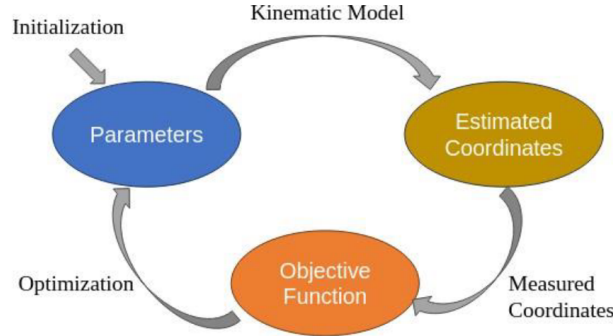 Kinematic Model
Initialization
Parameters
Estimated
Coordinates
Optimization
Objective
Function
Measured
Coordinates